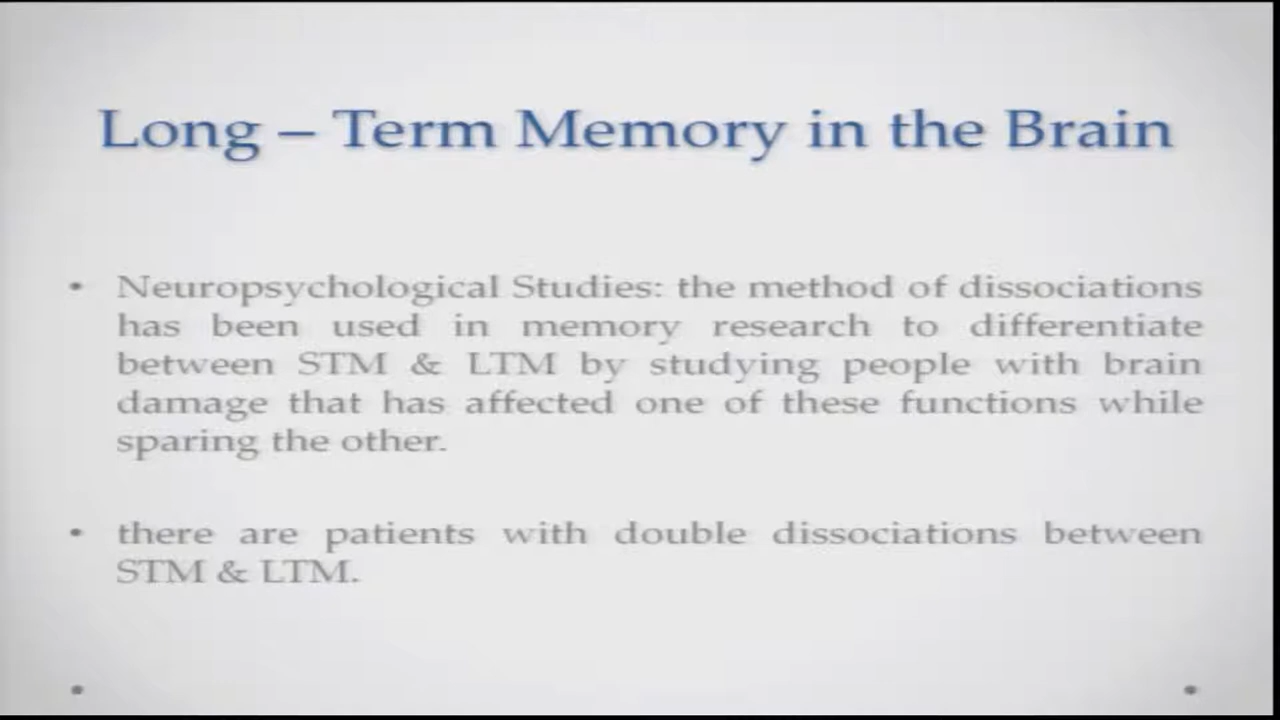 Long – Term Memory in the Brain
• Neuropsychological Studies: the method of dissociations
has been used in memory research to differentiate
between STM & LTM by studying people with brain
damage that has affected one of these functions while
sparing the other.
• there are patients with double dissociations between
STM & LTM.